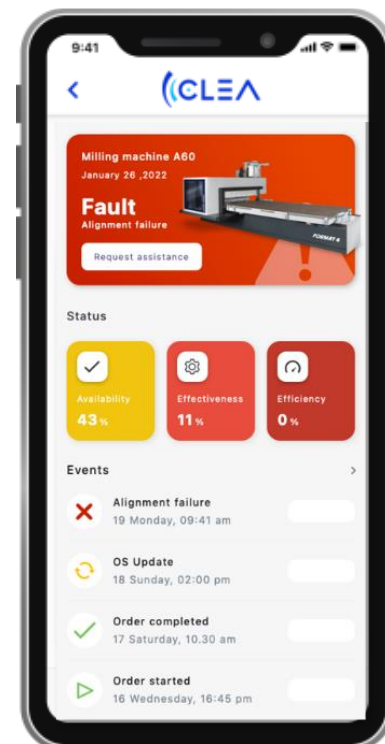 9:41
CLEA
Milling machine A60
January 26 ,2022
Fault
Alignment failure
Request assistance
FORMAT 4
Status
Availability
43 %
Effectiveness
11 %
Efficiency
0 %
Events
Alignment failure
19 Monday, 09:41 am
OS Update
18 Sunday, 02:00 pm
Order completed
17 Saturday, 10.30 am
Order started
16 Wednesday, 16:45 pm